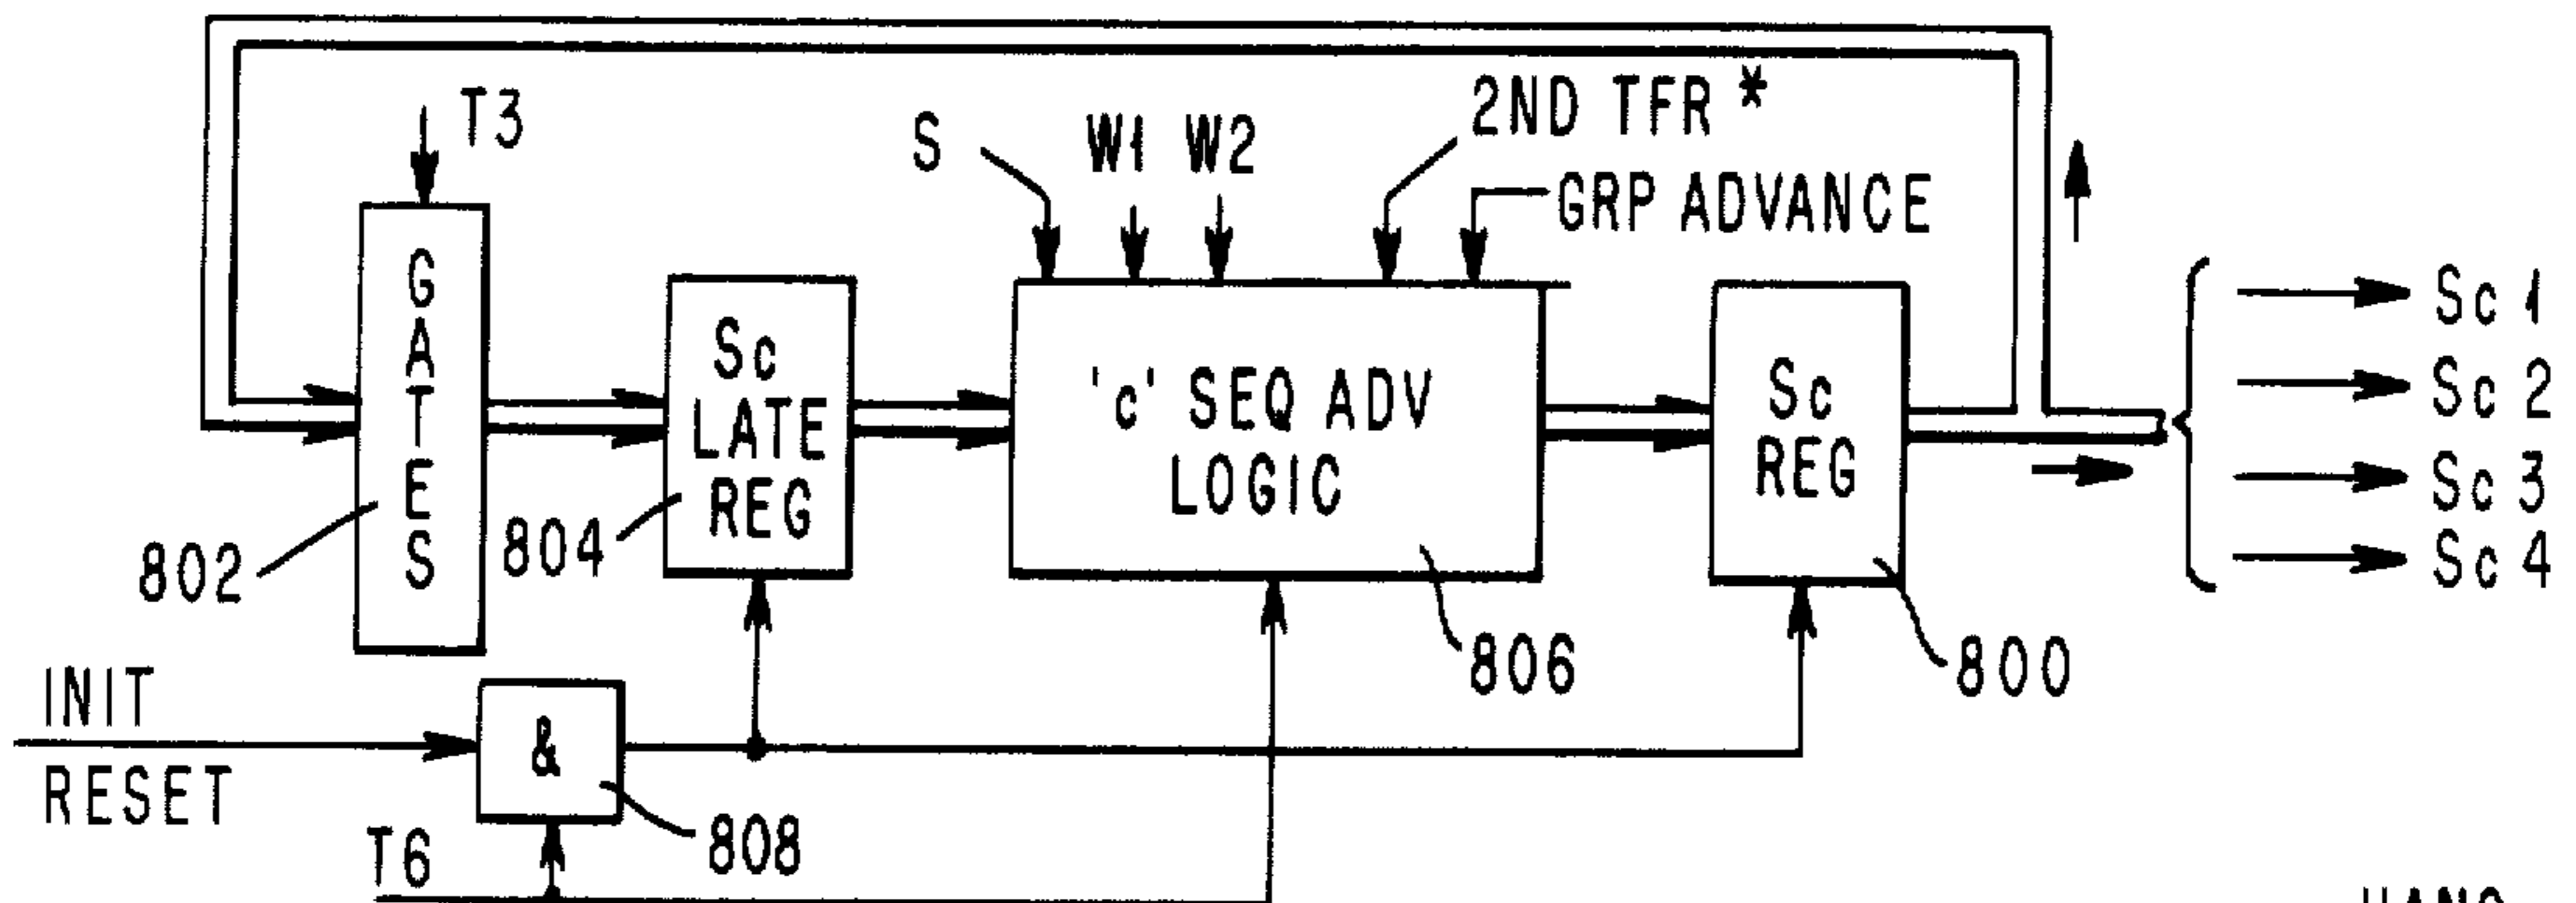 T3
S
W1 W2
2ND TFR *
GRP ADVANCE
GATES
Sc
LATE
REG
'c' SEQ ADV
LOGIC
Sc
REG
Sc 1
Sc 2
Sc 3
Sc 4
802
804
806
800
INIT
RESET
&
808
T6